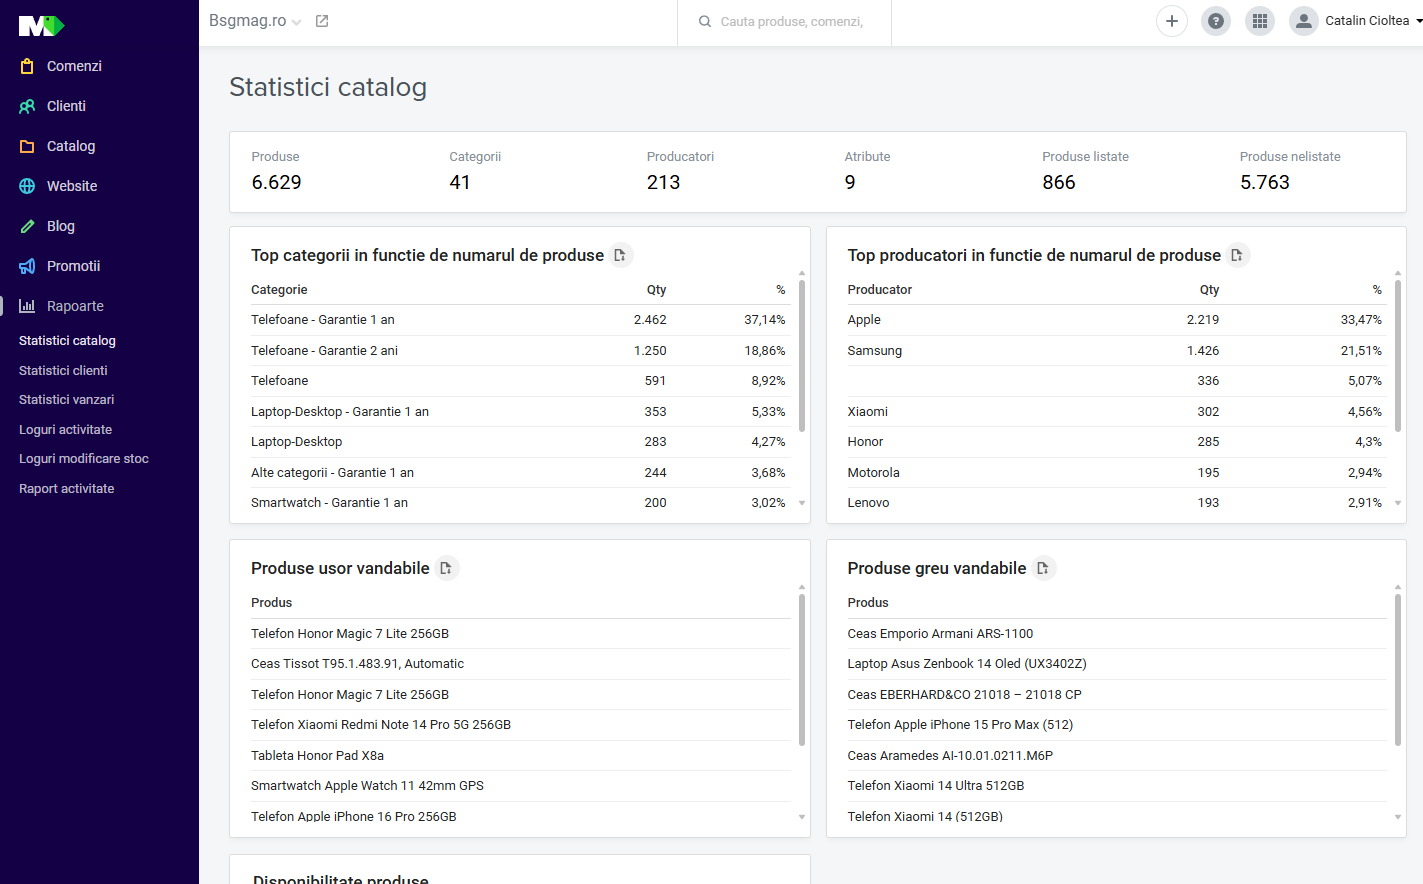 Bsgmag.ro
Cauta produse, comenzi,
Catalin Cioltea
Comenzi
Clienti
Catalog
Website
Blog
Promotii
Rapoarte
Statistici catalog
Statistici clienti
Statistici vanzari
Loguri activitate
Loguri modificare stoc
Raport activitate
Statistici catalog
Produse Categorii Producatori Atribute Produse listate Produse nelistate
6.629 41 213 9 866 5.763
Top categorii in functie de numarul de produse
Categorie Qty %
Telefoane - Garantie 1 an 2.462 37,14%
Telefoane - Garantie 2 ani 1.250 18,86%
Telefoane 591 8,92%
Laptop-Desktop - Garantie 1 an 353 5,33%
Laptop-Desktop 283 4,27%
Alte categorii - Garantie 1 an 244 3,68%
Smartwatch - Garantie 1 an 200 3,02%
Top producatori in functie de numarul de produse
Producator Qty %
Apple 2.219 33,47%
Samsung 1.426 21,51%
336 5,07%
Xiaomi 302 4,56%
Honor 285 4,3%
Motorola 195 2,94%
Lenovo 193 2,91%
Produse usor vandabile
Produs
Telefon Honor Magic 7 Lite 256GB
Ceas Tissot T95.1.483.91, Automatic
Telefon Honor Magic 7 Lite 256GB
Telefon Xiaomi Redmi Note 14 Pro 5G 256GB
Tableta Honor Pad X8a
Smartwatch Apple Watch 11 42mm GPS
Telefon Apple iPhone 16 Pro 256GB
Produse greu vandabile
Produs
Ceas Emporio Armani ARS-1100
Laptop Asus Zenbook 14 Oled (UX3402Z)
Ceas EBERHARD&CO 21018 – 21018 CP
Telefon Apple iPhone 15 Pro Max (512)
Ceas Aramedes AI-10.01.0211.M6P
Telefon Xiaomi 14 Ultra 512GB
Telefon Xiaomi 14 (512GB)
Disponibilitate produse